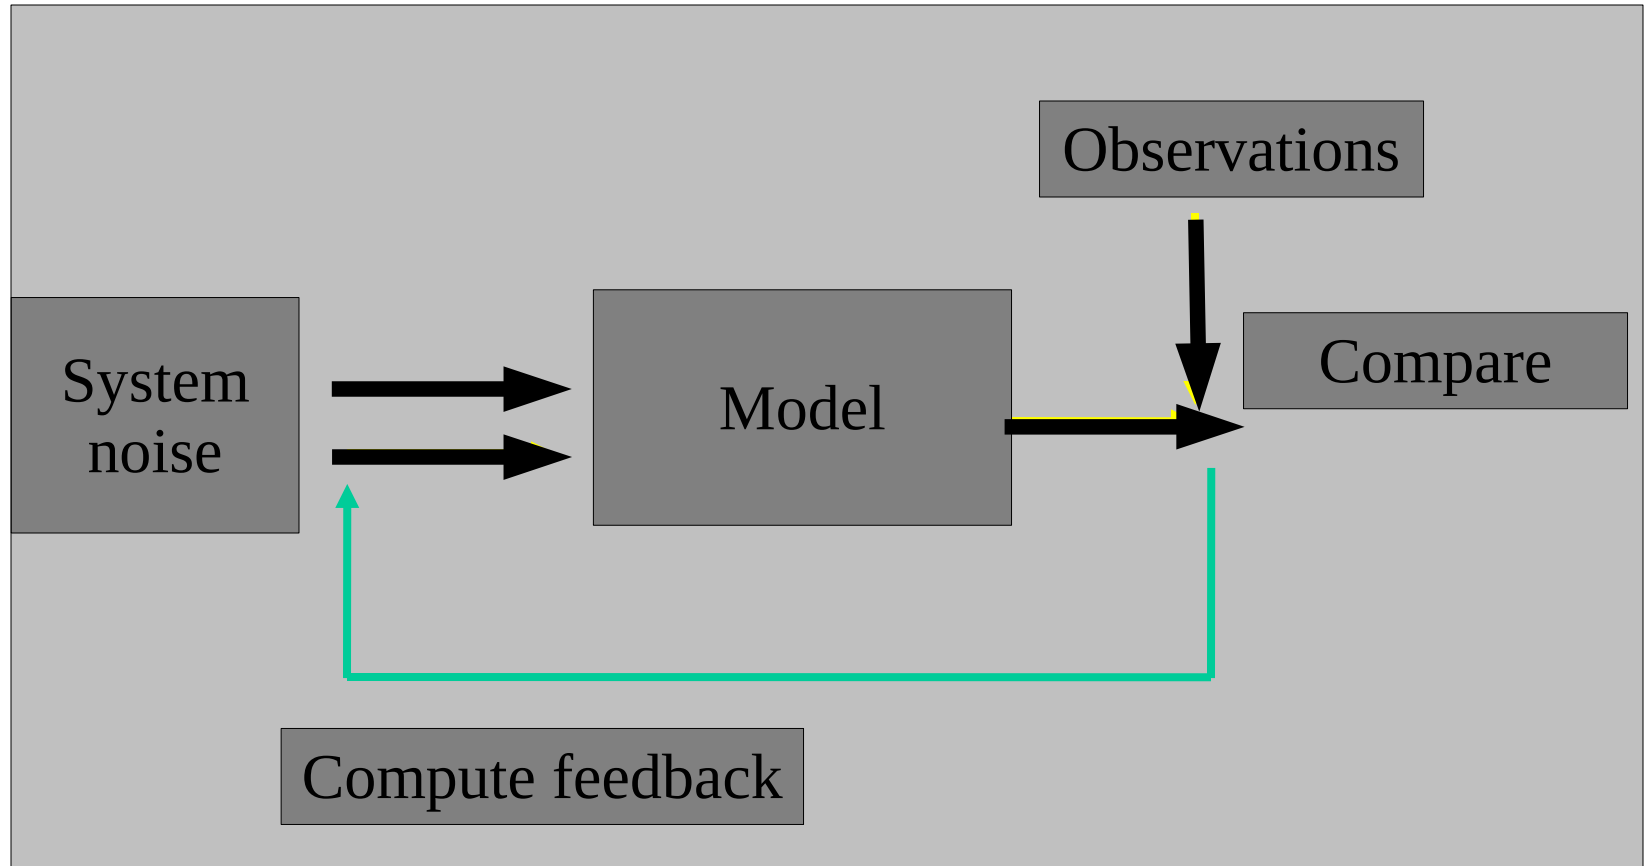 Observations
System
noise
Model
Compare
Compute feedback